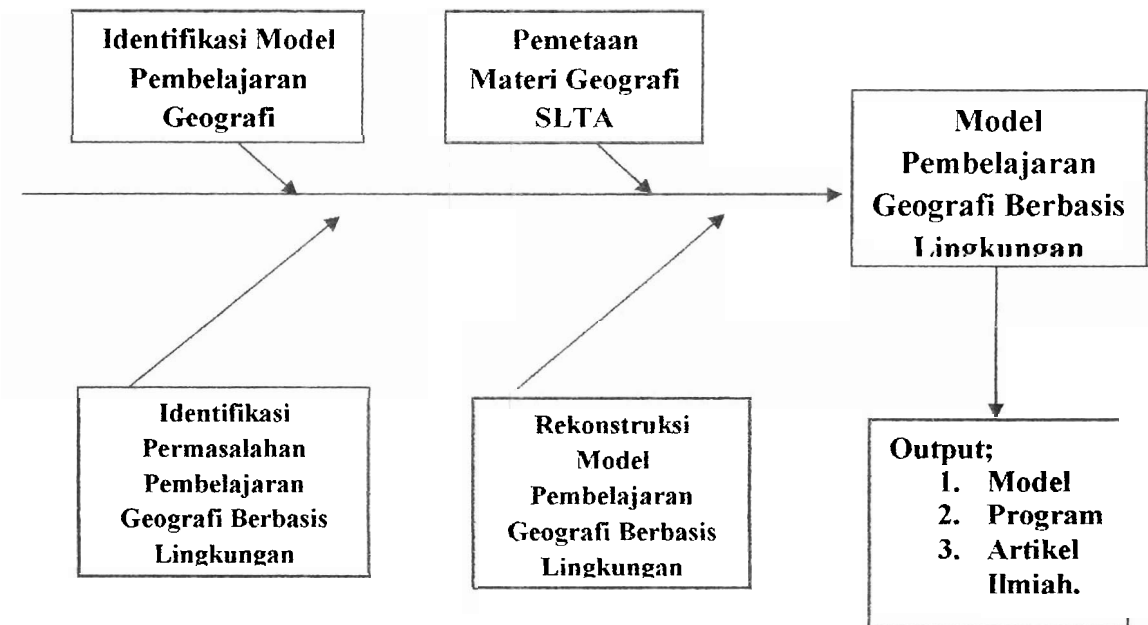 Identifikasi Model
Pembelajaran
Geografi
Pemetaan
Materi Geografi
SLTA
Model
Pembelajaran
Geografi Berbasis
Lingkungan
Identifikasi
Permasalahan
Pembelajaran
Geografi Berbasis
Lingkungan
Rekonstruksi
Model
Pembelajaran
Geografi Berbasis
Lingkungan
Output;
1. Model
2. Program
3. Artikel
Ilmiah.